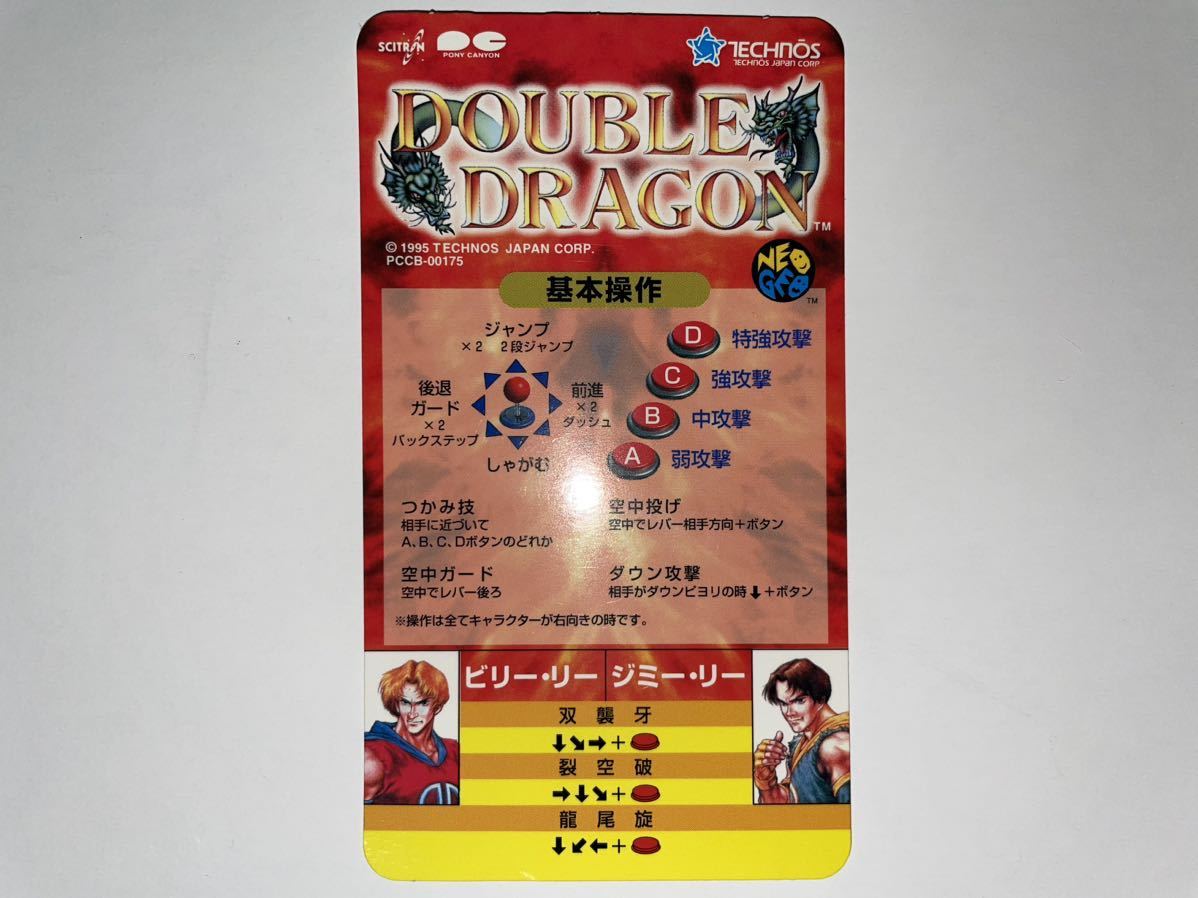 SCITRON
PONY CANYON
TECHNōS
TECHNōS JAPAN CORP
DOUBLE
DRAGON™
© 1995 TECHNOS JAPAN CORP.
PCCB-00175
NEO
GEO
TM
基本操作
ジャンプ
×2 2段ジャンプ
後退
ガード
×2
バックステップ
前進
×2
ダッシュ
しゃがむ
D 特強攻撃
C 強攻撃
B 中攻撃
A 弱攻撃
つかみ技
相手に近づいて
A、B、C、Dボタンのどれか
空中投げ
空中でレバー相手方向+ボタン
空中ガード
空中でレバー後ろ
ダウン攻撃
相手がダウンピヨリの時⬇+ボタン
※操作は全てキャラクターが右向きの時です。
ビリー・リー ジミー・リー
双襲牙
⬇⬊➡+
裂空破
➡⬇⬊+
龍尾旋
⬇⬋⬅+